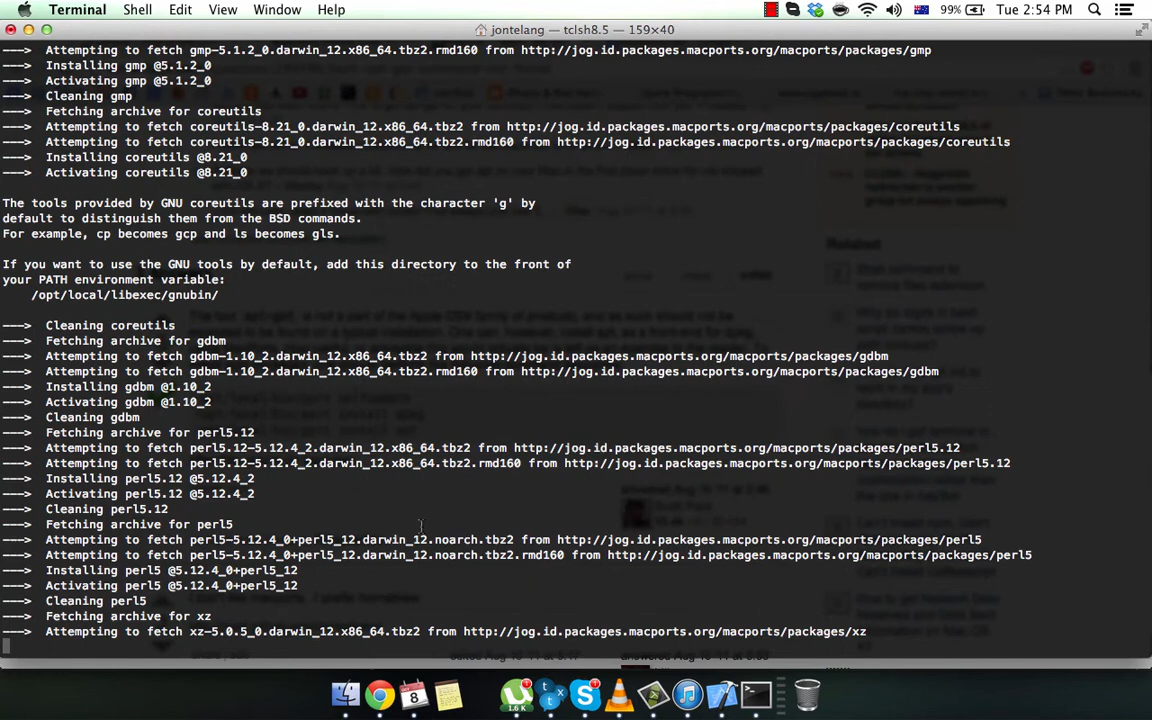 Terminal Shell Edit View Window Help 99% Tue 2:54 PM
jontelang — tclsh8.5 — 159×40
---> Attempting to fetch gmp-5.1.2_0.darwin_12.x86_64.tbz2.rmd160 from http://jog.id.packages.macports.org/macports/packages/gmp
---> Installing gmp @5.1.2_0
---> Activating gmp @5.1.2_0
---> Cleaning gmp
---> Fetching archive for coreutils
---> Attempting to fetch coreutils-8.21_0.darwin_12.x86_64.tbz2 from http://jog.id.packages.macports.org/macports/packages/coreutils
---> Attempting to fetch coreutils-8.21_0.darwin_12.x86_64.tbz2.rmd160 from http://jog.id.packages.macports.org/macports/packages/coreutils
---> Installing coreutils @8.21_0
---> Activating coreutils @8.21_0
The tools provided by GNU coreutils are prefixed with the character 'g' by
default to distinguish them from the BSD commands.
For example, cp becomes gcp and ls becomes gls.
If you want to use the GNU tools by default, add this directory to the front of
your PATH environment variable:
/opt/local/libexec/gnubin/
---> Cleaning coreutils
---> Fetching archive for gdbm
---> Attempting to fetch gdbm-1.10_2.darwin_12.x86_64.tbz2 from http://jog.id.packages.macports.org/macports/packages/gdbm
---> Attempting to fetch gdbm-1.10_2.darwin_12.x86_64.tbz2.rmd160 from http://jog.id.packages.macports.org/macports/packages/gdbm
---> Installing gdbm @1.10_2
---> Activating gdbm @1.10_2
---> Cleaning gdbm
---> Fetching archive for perl5.12
---> Attempting to fetch perl5.12-5.12.4_2.darwin_12.x86_64.tbz2 from http://jog.id.packages.macports.org/macports/packages/perl5.12
---> Attempting to fetch perl5.12-5.12.4_2.darwin_12.x86_64.tbz2.rmd160 from http://jog.id.packages.macports.org/macports/packages/perl5.12
---> Installing perl5.12 @5.12.4_2
---> Activating perl5.12 @5.12.4_2
---> Cleaning perl5.12
---> Fetching archive for perl5
---> Attempting to fetch perl5-5.12.4_0+perl5_12.darwin_12.noarch.tbz2 from http://jog.id.packages.macports.org/macports/packages/perl5
---> Attempting to fetch perl5-5.12.4_0+perl5_12.darwin_12.noarch.tbz2.rmd160 from http://jog.id.packages.macports.org/macports/packages/perl5
---> Installing perl5 @5.12.4_0+perl5_12
---> Activating perl5 @5.12.4_0+perl5_12
---> Cleaning perl5
---> Fetching archive for xz
---> Attempting to fetch xz-5.0.5_0.darwin_12.x86_64.tbz2 from http://jog.id.packages.macports.org/macports/packages/xz
8
1.6 K